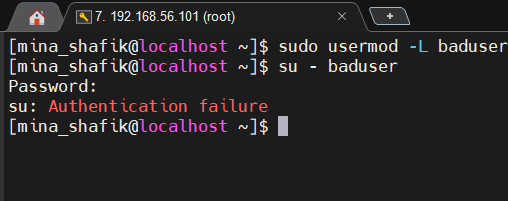 7. 192.168.56.101 (root)
[mina_shafik@localhost ~]$ sudo usermod -L baduser
[mina_shafik@localhost ~]$ su - baduser
Password:
su: Authentication failure
[mina_shafik@localhost ~]$